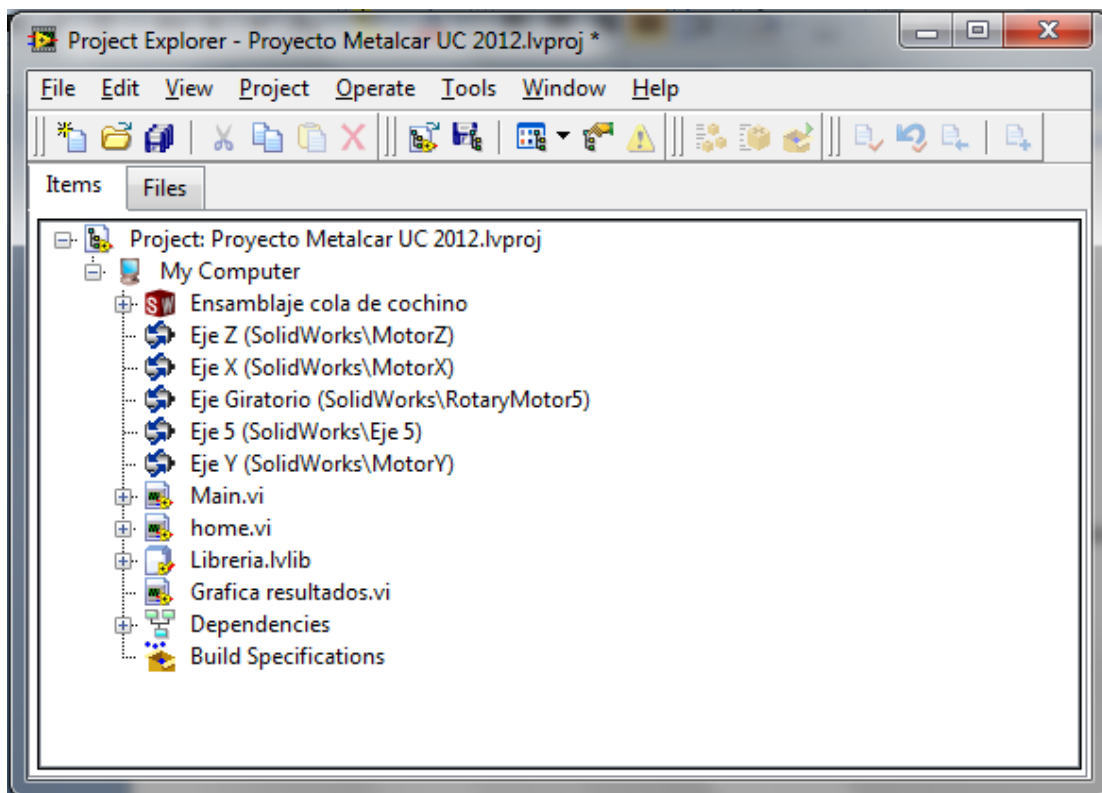 Project Explorer - Proyecto Metalcar UC 2012.lvproj *
File Edit View Project Operate Tools Window Help
Items Files
Project: Proyecto Metalcar UC 2012.lvproj
My Computer
SW Ensamblaje cola de cochino
Eje Z (SolidWorks\MotorZ)
Eje X (SolidWorks\MotorX)
Eje Giratorio (SolidWorks\RotaryMotor5)
Eje 5 (SolidWorks\Eje 5)
Eje Y (SolidWorks\MotorY)
Main.vi
home.vi
Libreria.lvlib
Grafica resultados.vi
Dependencies
Build Specifications